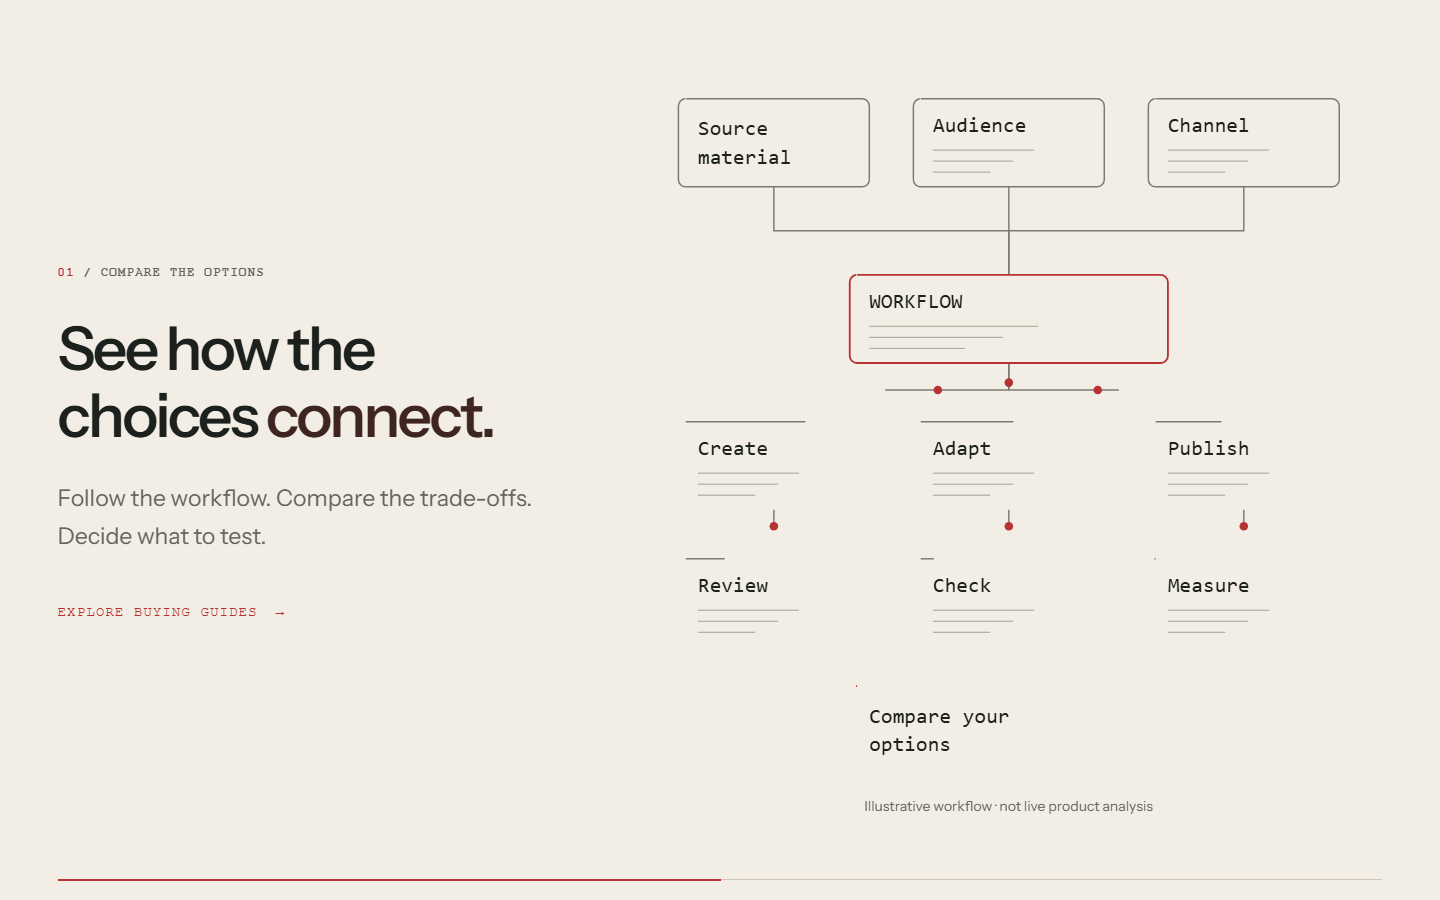 01 / COMPARE THE OPTIONS
See how the
choices connect.
Follow the workflow. Compare the trade-offs.
Decide what to test.
EXPLORE BUYING GUIDES →
Source
material
Audience
Channel
WORKFLOW
Create
Adapt
Publish
Review
Check
Measure
Compare your
options
Illustrative workflow · not live product analysis